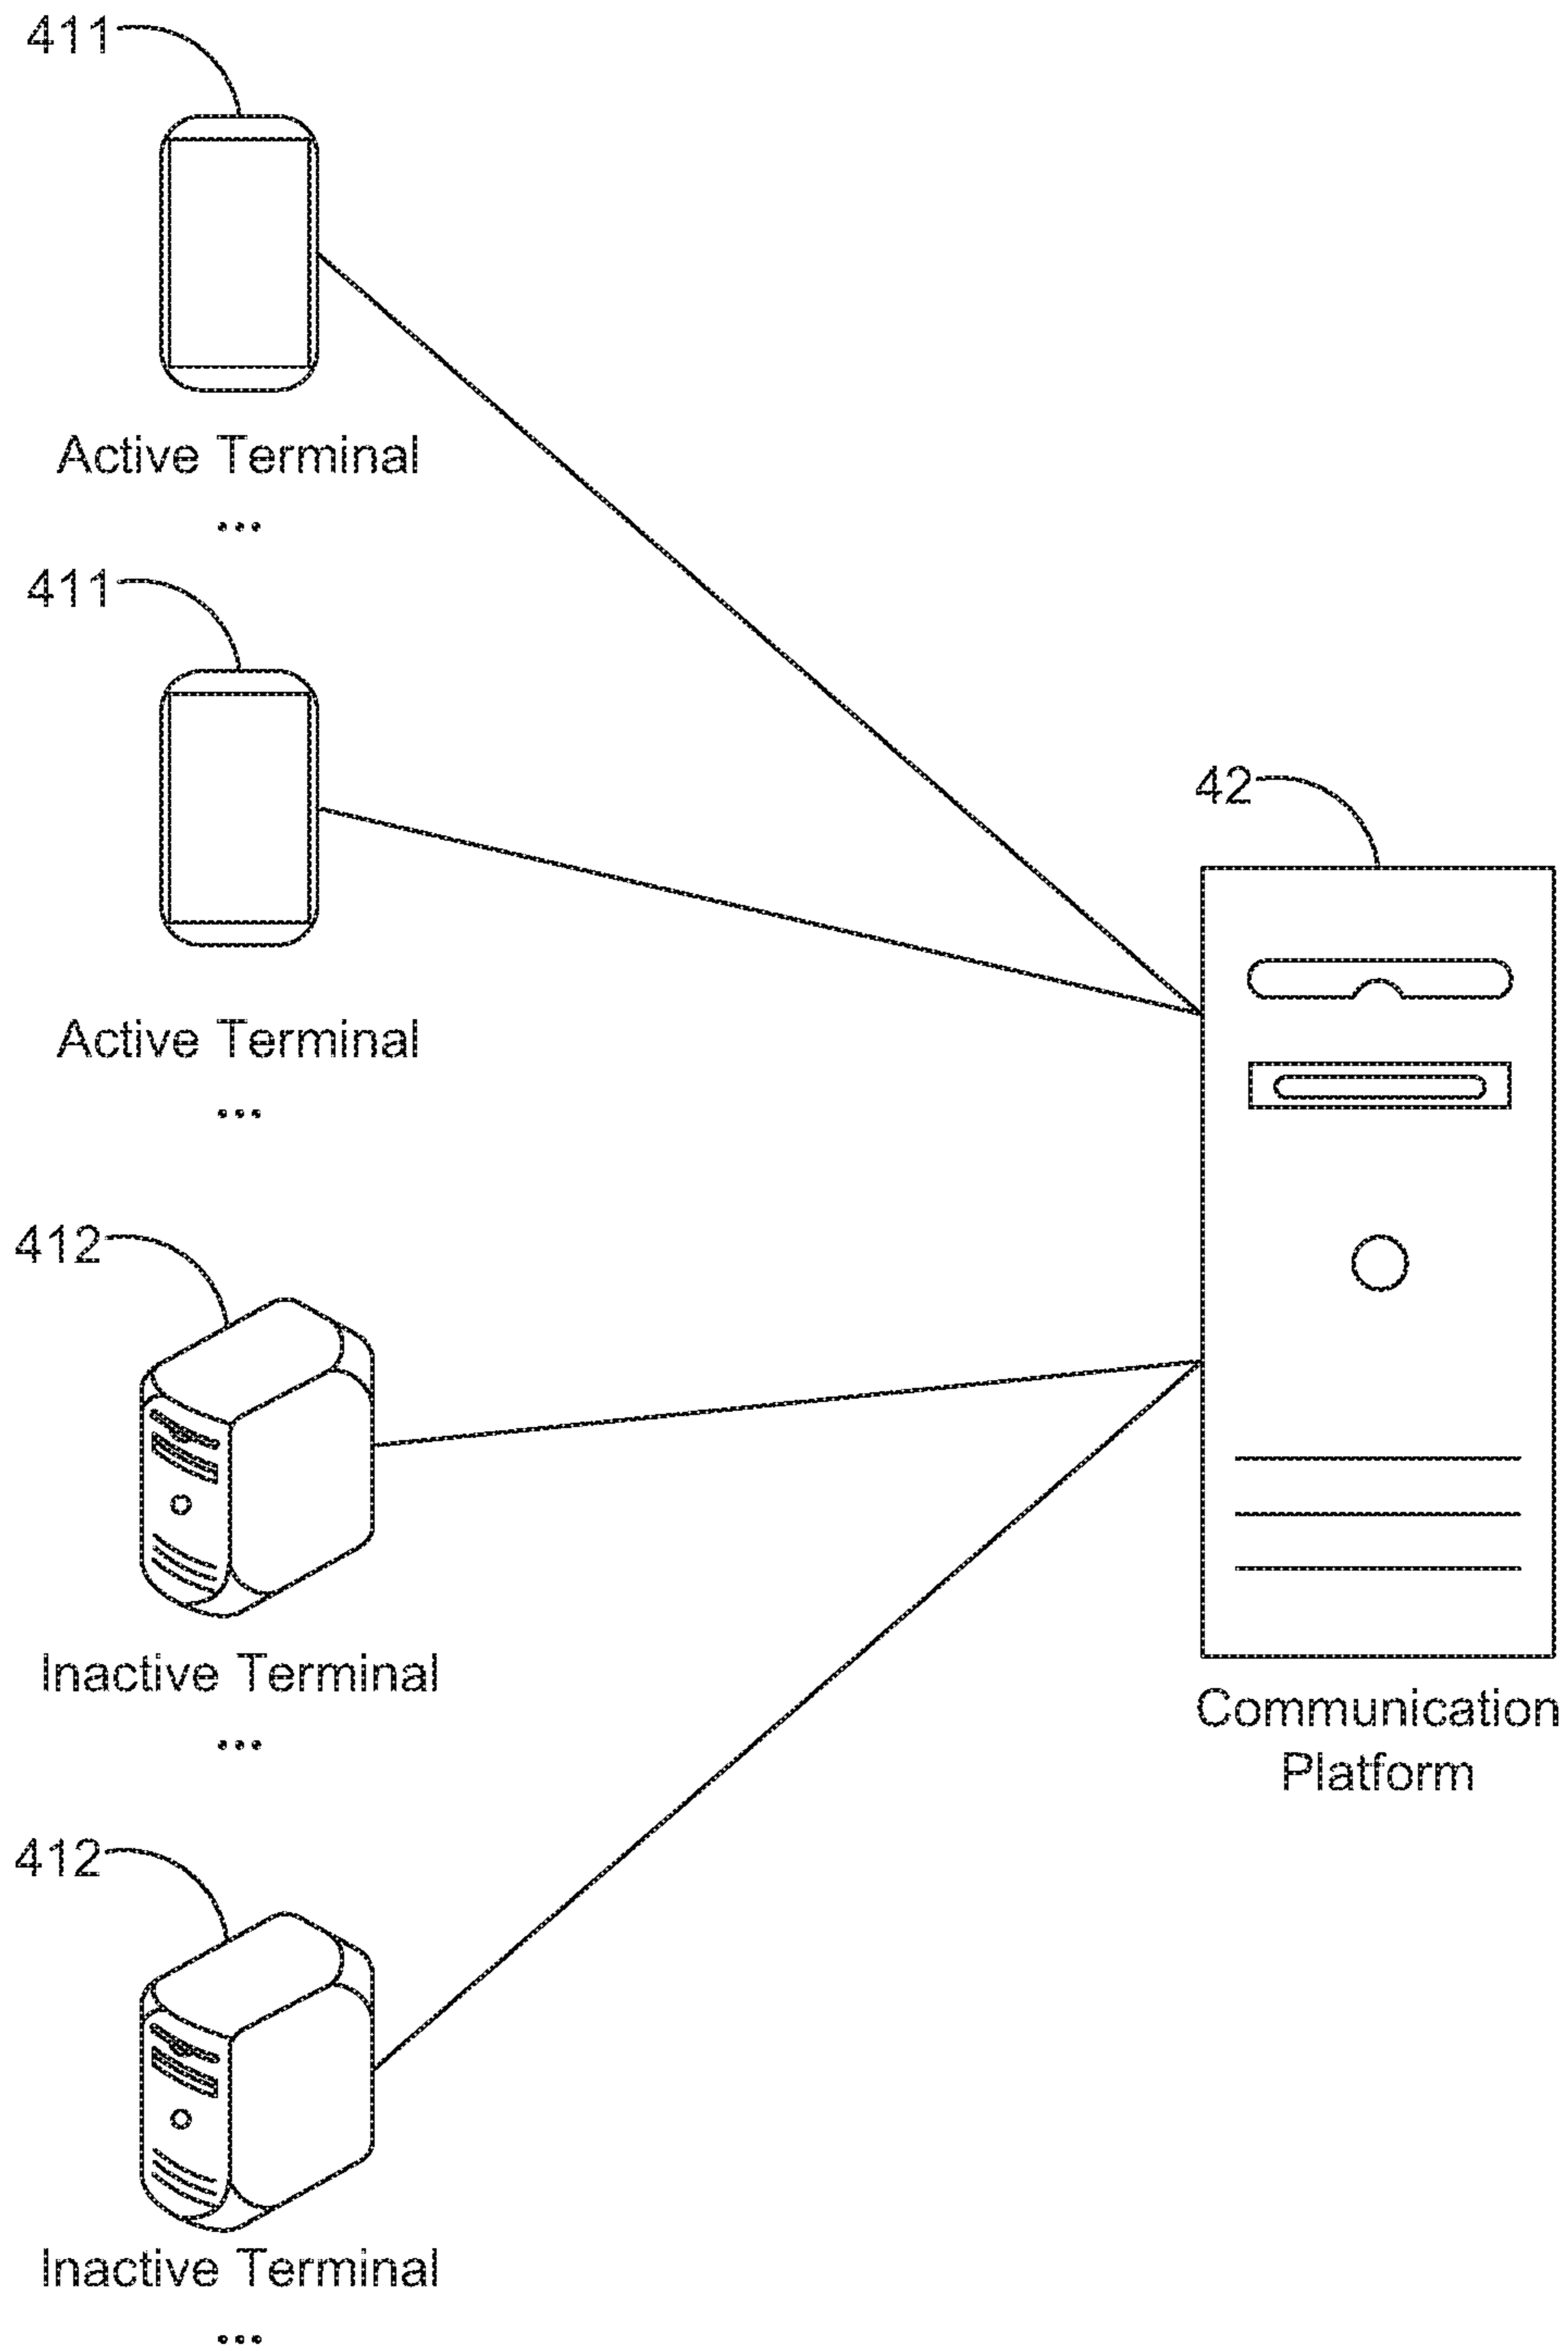 411
Active Terminal
...
411
Active Terminal
...
42
412
Inactive Terminal
...
Communication
Platform
412
Inactive Terminal
...